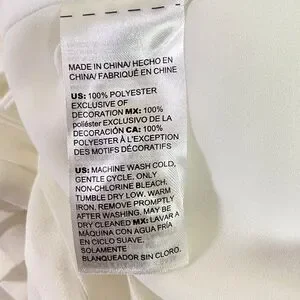 MADE IN CHINA/ HECHO EN
CHINA/ FABRIQUÉ EN CHINE
US: 100% POLYESTER
EXCLUSIVE OF
DECORATION MX: 100%
poliéster EXCLUSIVO DE LA
DECORACIÓN CA: 100%
POLYESTER À L'EXCEPTION
DES MOTIFS DÉCORATIFS
US: MACHINE WASH COLD,
GENTLE CYCLE, ONLY
NON-CHLORINE BLEACH,
TUMBLE DRY LOW, WARM
IRON, REMOVE PROMPTLY
AFTER WASHING, MAY BE
DRY CLEANED MX: LAVAR A
MÁQUINA CON AGUA FRÍA
EN CICLO SUAVE,
SOLAMENTE
BLANQUEADOR SIN CLORO,